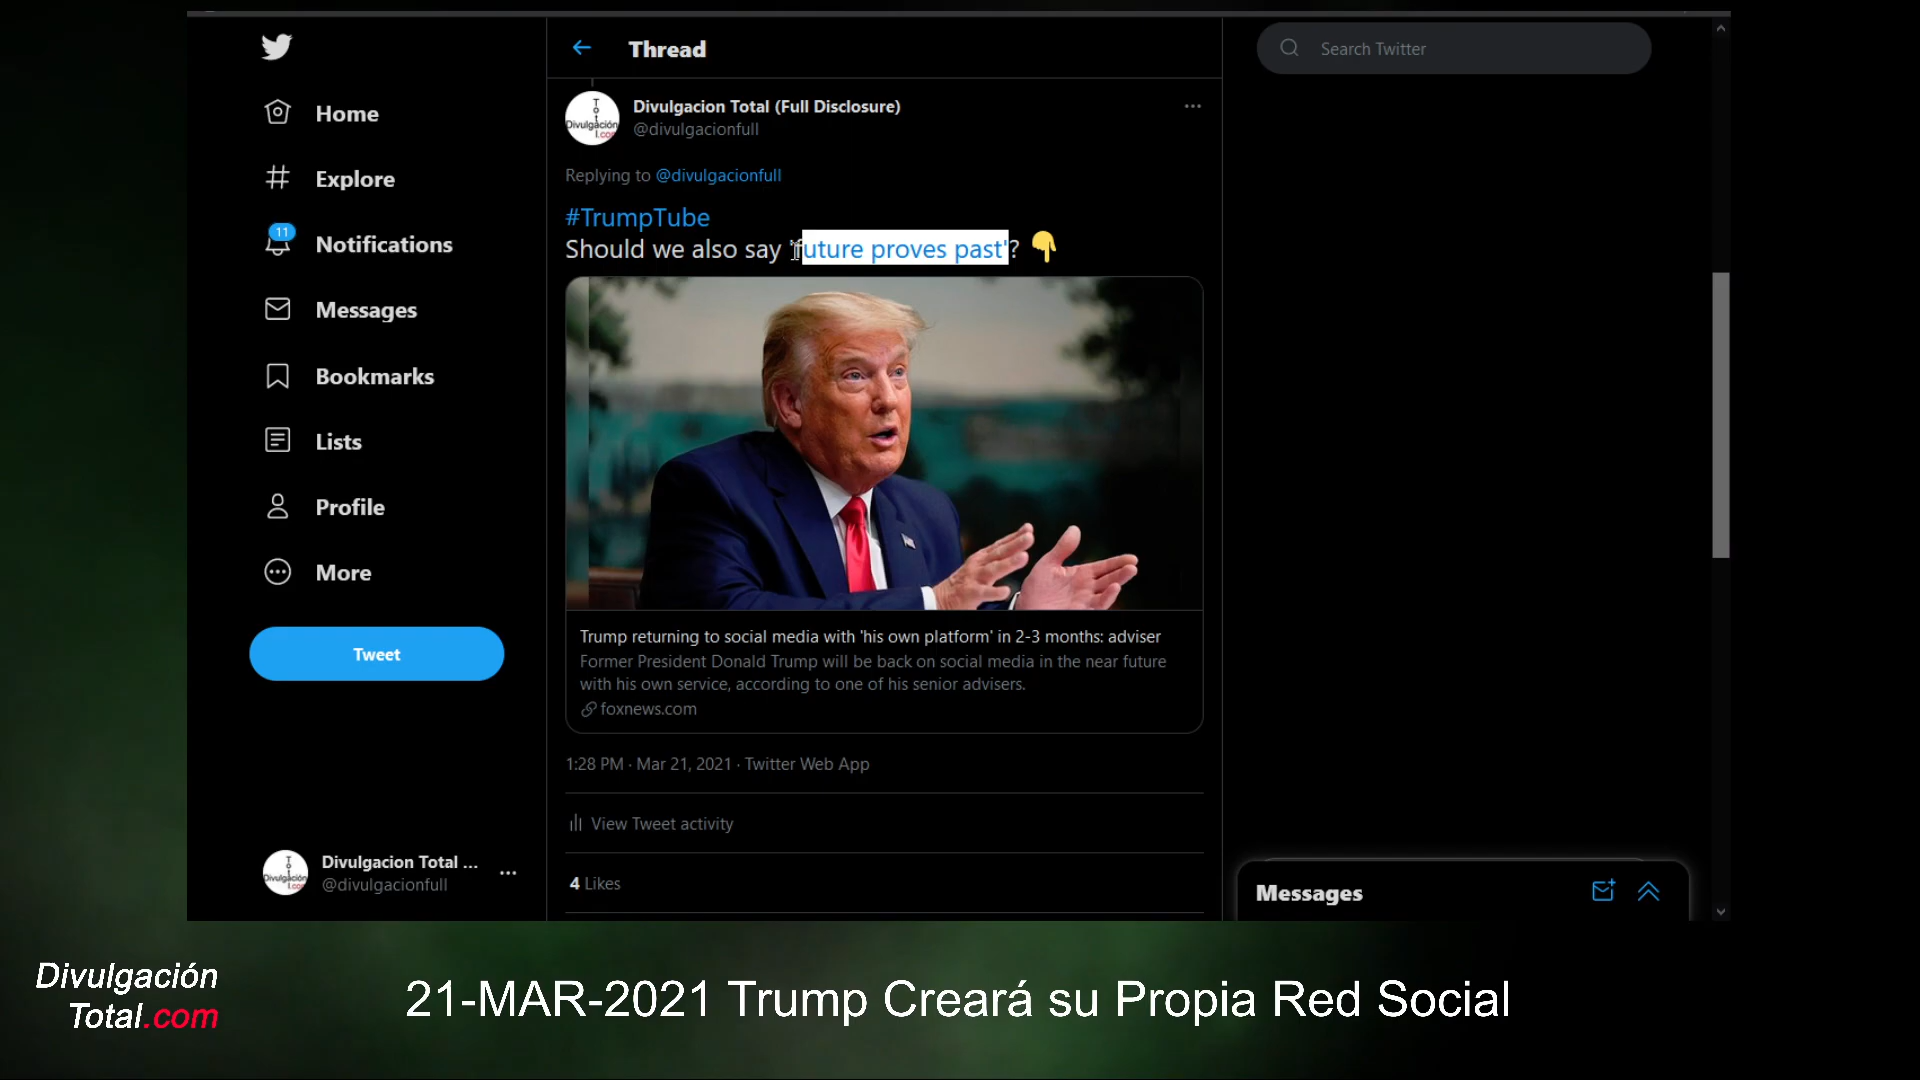 Thread
Search Twitter
Home
Explore
11
Notifications
Messages
Bookmarks
Lists
Profile
More
Tweet
Divulgacion Total ...
@divulgacionfull
Divulgacion Total (Full Disclosure)
@divulgacionfull
Replying to @divulgacionfull
#TrumpTube
Should we also say 'future proves past'? 👇
Trump returning to social media with 'his own platform' in 2-3 months: adviser
Former President Donald Trump will be back on social media in the near future
with his own service, according to one of his senior advisers.
foxnews.com
1:28 PM · Mar 21, 2021 · Twitter Web App
View Tweet activity
4 Likes
Messages
Divulgación
Total.com
21-MAR-2021 Trump Creará su Propia Red Social